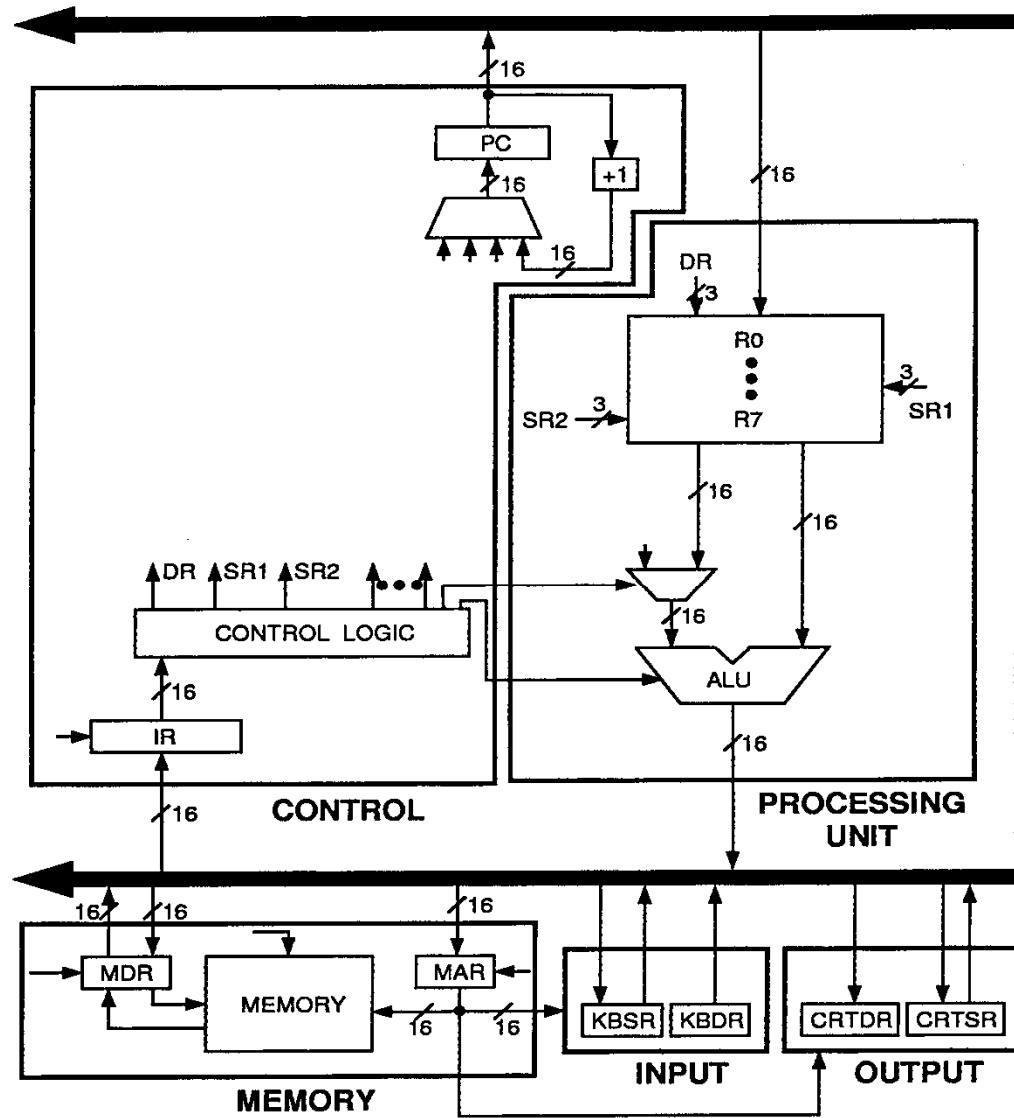 16
PC
+1
16
16
16
DR
3
R0
3
SR2
3
R7
SR1
16
16
DR
SR1
SR2
CONTROL LOGIC
16
16
ALU
IR
16
16
CONTROL
PROCESSING
UNIT
16
16
16
MDR
MEMORY
MAR
16
16
KBSR
KBDR
CRTDR
CRTSR
INPUT
OUTPUT
MEMORY